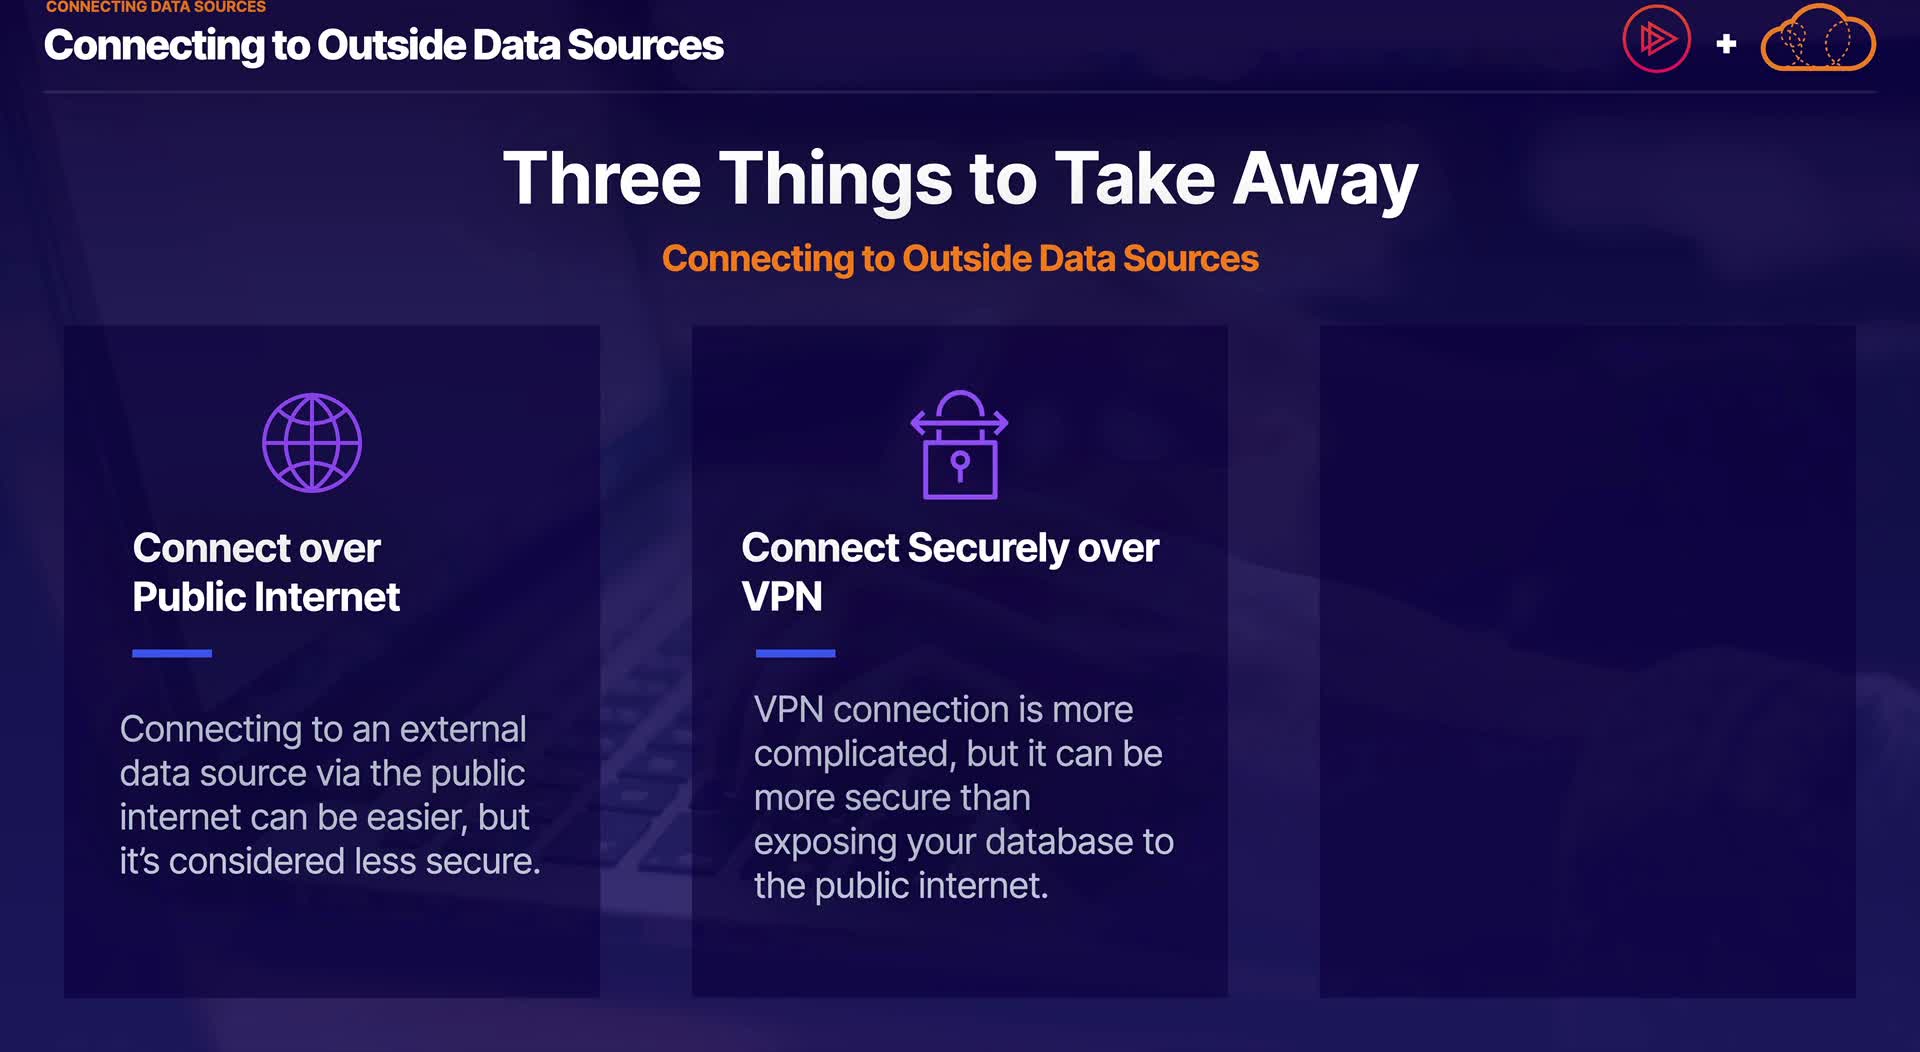 CONNECTING DATA SOURCES
Connecting to Outside Data Sources
Three Things to Take Away
Connecting to Outside Data Sources
Connect over
Public Internet
Connecting to an external
data source via the public
internet can be easier, but
it's considered less secure.
Connect Securely over
VPN
VPN connection is more
complicated, but it can be
more secure than
exposing your database to
the public internet.